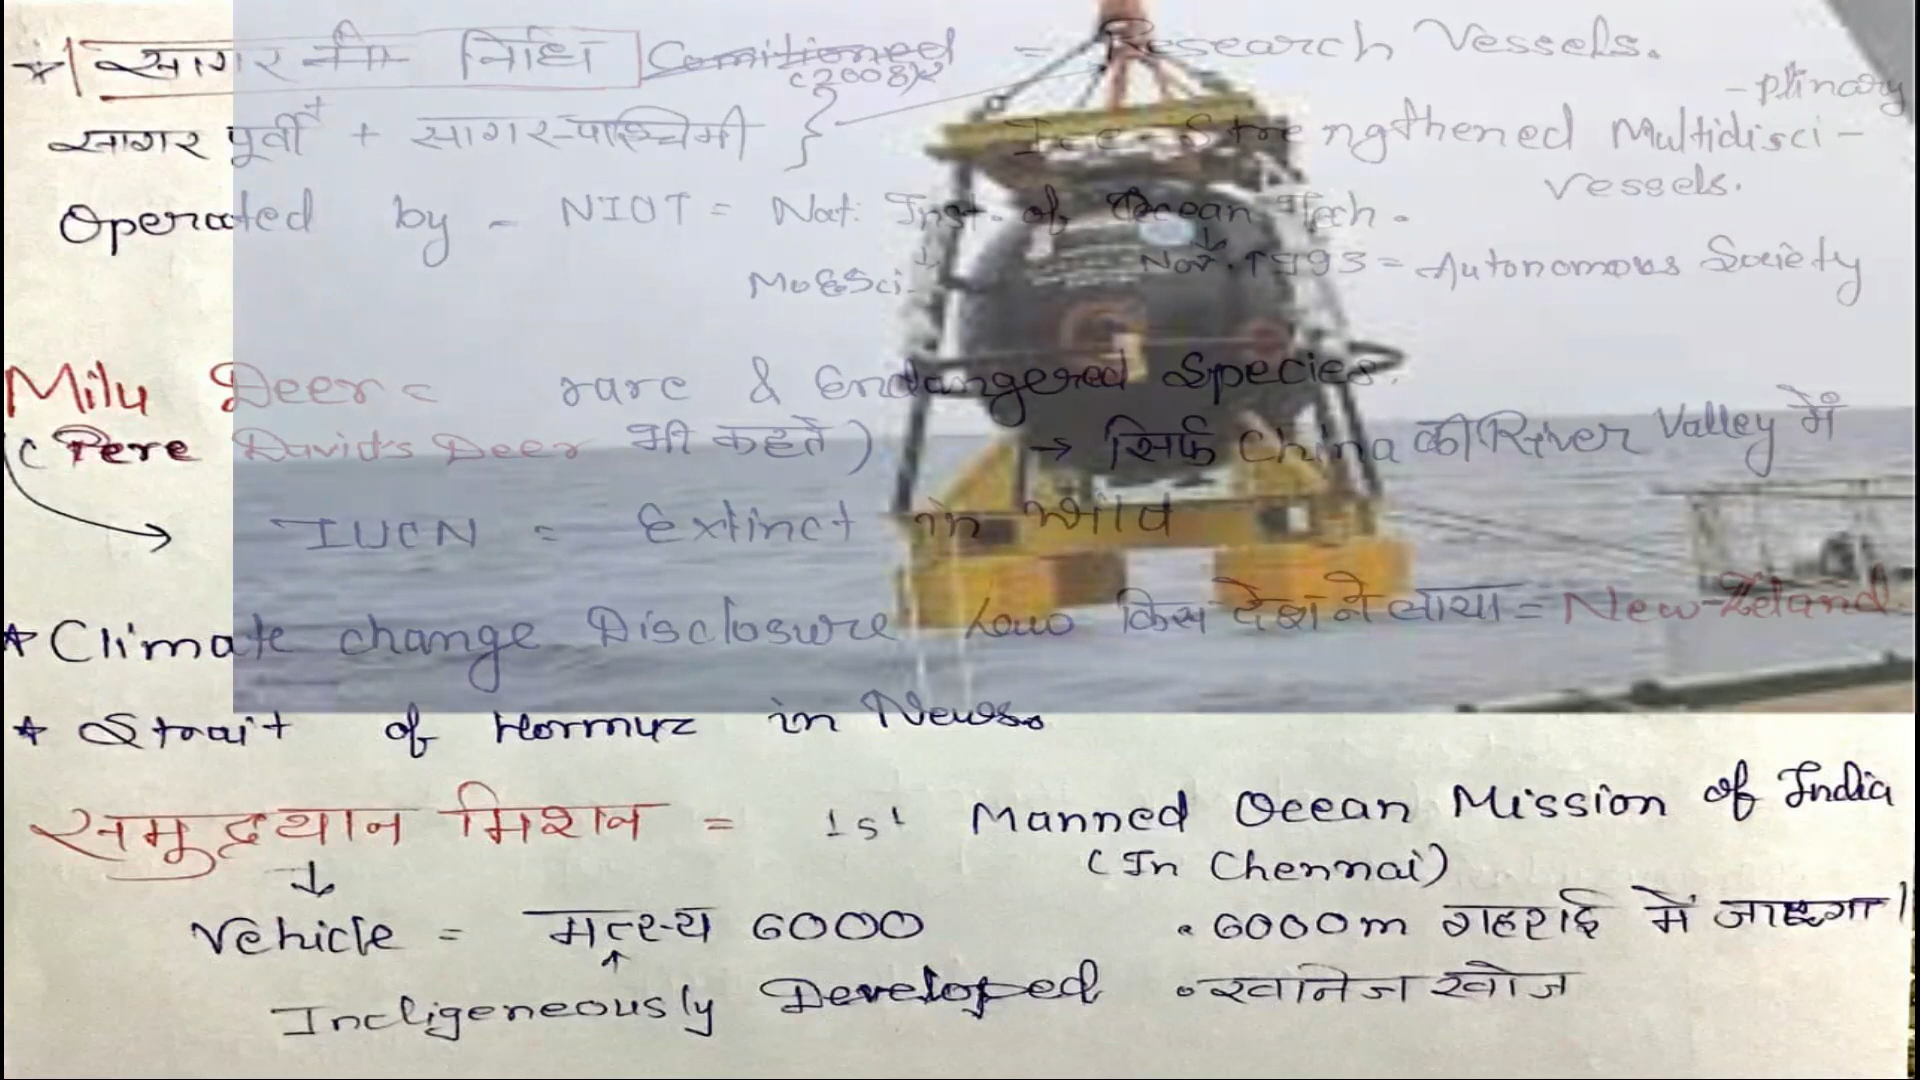 * सागर निधि Comitioned = Research Vessels.
(2008)
सागर पूर्वी + सागर-पश्चिमी } Ice-Strengthened Multidisci-
-plinary
Vessels.
Operated by - NIOT = Nat. Inst. of Ocean Tech.
MoESci. Nov. 1993 = Autonomous Society
Milu Deer = rare & Endangered Species.
(Pere David's Deer भी कहते) → सिर्फ China की River Valley में
→ IUCN = Extinct in wild
* Climate change Disclosure Law किस देश ने लाया = New-Zeland.
* Strait of Hormuz in News.
समुद्रयान मिशन = 1st Manned Ocean Mission of India
(In Chennai)
Vehicle = मत्स्य 6000 • 6000m गहराई में जाएगा।
Indigeneously Developed • खनिज खोज